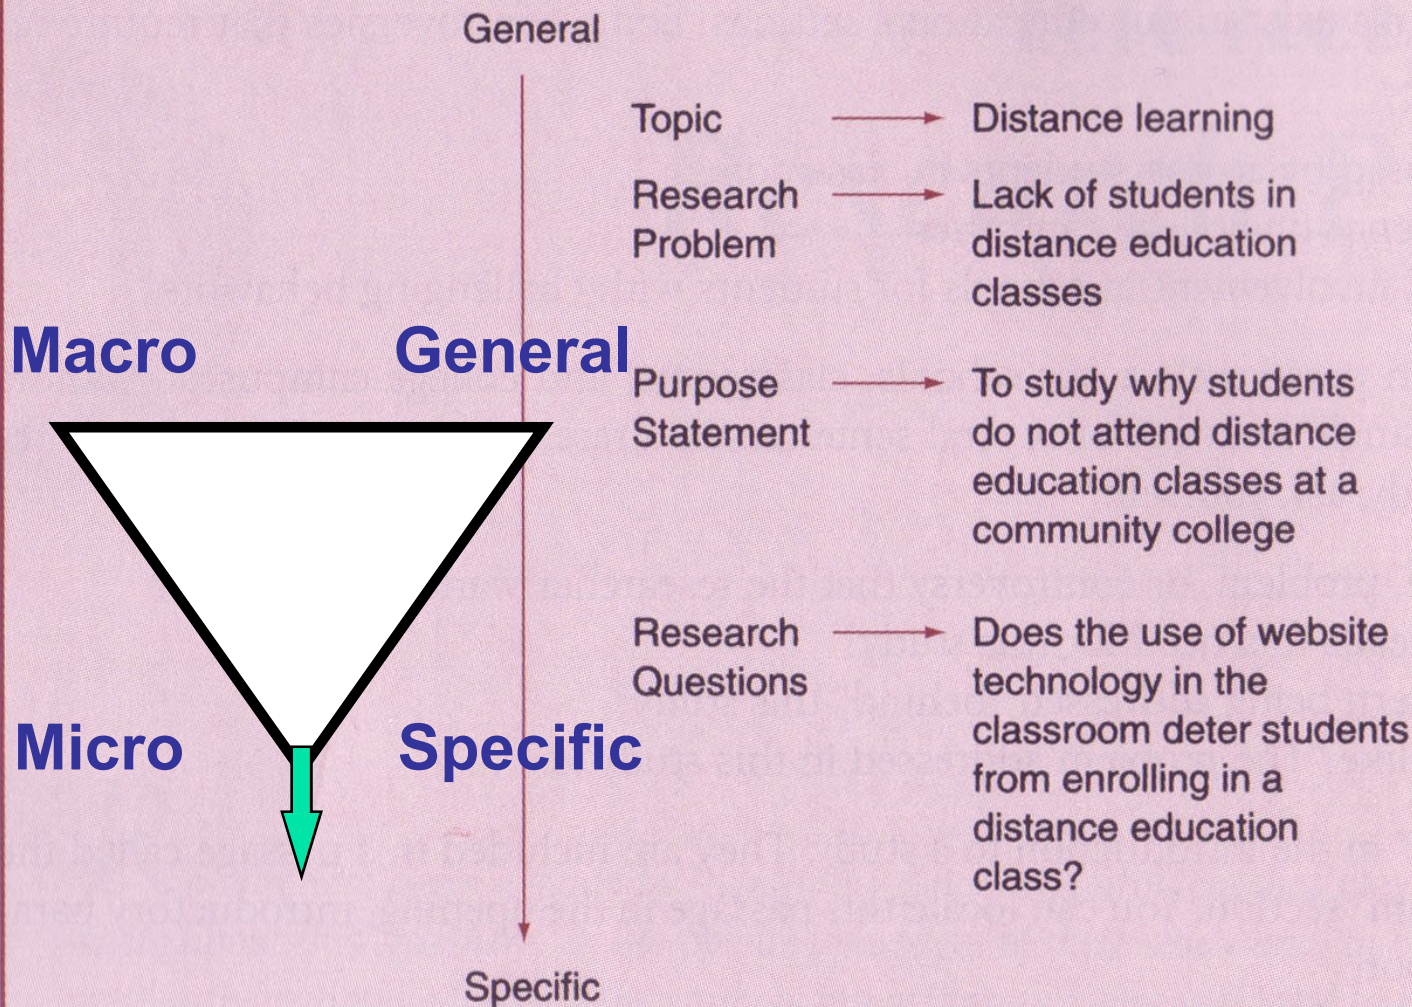 General
Topic
Distance learning
Research
Problem
Lack of students in
distance education
classes
Macro
General
Purpose
Statement
To study why students
do not attend distance
education classes at a
community college
Research
Questions
Does the use of website
technology in the
classroom deter students
from enrolling in a
distance education
class?
Micro
Specific
Specific